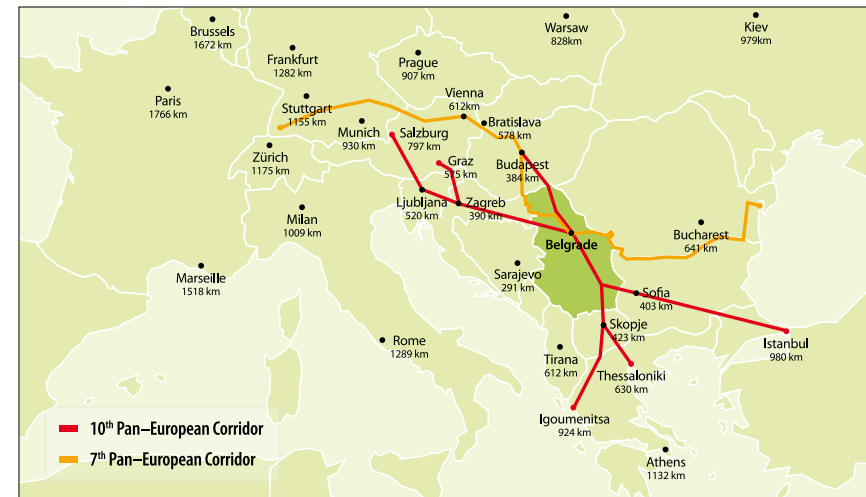 Brussels
1672 km
Warsaw
828km
Kiev
979km
Frankfurt
1282 km
Prague
907 km
Paris
1766 km
Stuttgart
1155 km
Vienna
612km
Munich
930 km
Salzburg
797 km
Bratislava
578 km
Zürich
1175 km
Graz
575 km
Budapest
384 km
Milan
1009 km
Ljubljana
520 km
Zagreb
390 km
Belgrade
Bucharest
641 km
Marseille
1518 km
Sarajevo
291 km
Sofia
403 km
Rome
1289 km
Skopje
423 km
Istanbul
980 km
Tirana
612 km
Thessaloniki
630 km
Igoumenitsa
924 km
Athens
1132 km
10th Pan–European Corridor
7th Pan–European Corridor